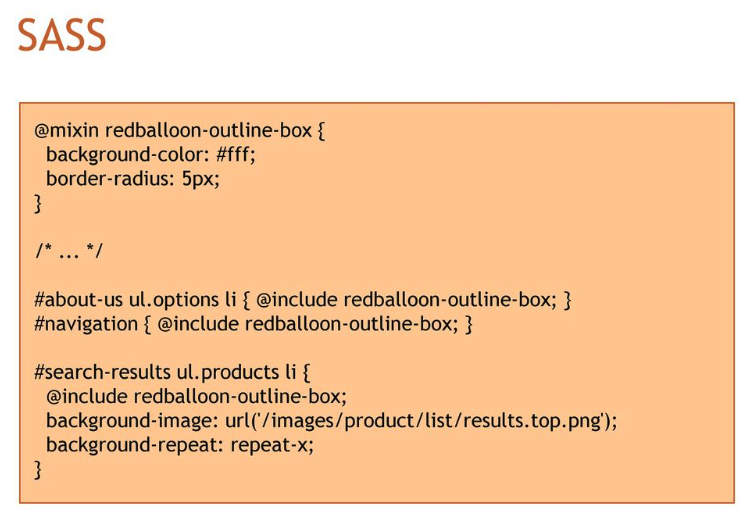 SASS
@mixin redballoon-outline-box {
background-color: #fff;
border-radius: 5px;
}
/* ... */
#about-us ul.options li { @include redballoon-outline-box; }
#navigation { @include redballoon-outline-box; }
#search-results ul.products li {
@include redballoon-outline-box;
background-image: url('/images/product/list/results.top.png');
background-repeat: repeat-x;
}